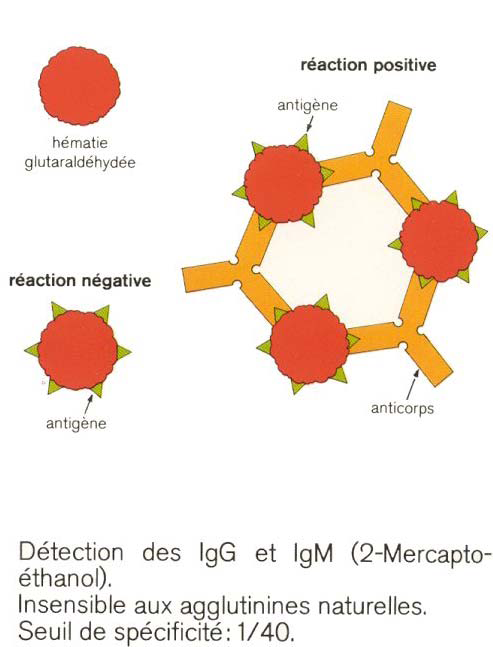 réaction positive
antigène
hématie
glutaraldéhydée
réaction négative
antigène
anticorps
Détection des IgG et IgM (2-Mercapto-
éthanol).
Insensible aux agglutinines naturelles.
Seuil de spécificité: 1/40.